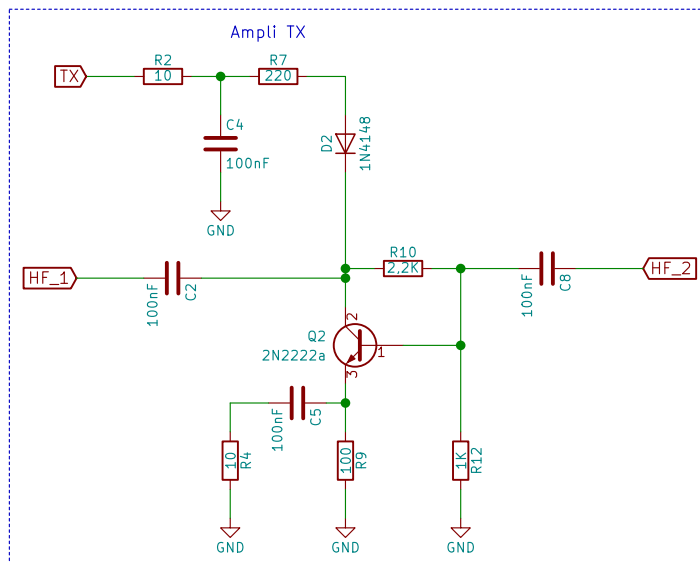 Ampli TX
TX
R2
10
R7
220
C4
100nF
D2
1N4148
GND
HF_1
100nF
C2
R10
2,2K
100nF
C8
HF_2
Q2
2N2222a
2
1
3
100nF
C5
10
R4
100
R9
1K
R12
GND
GND
GND